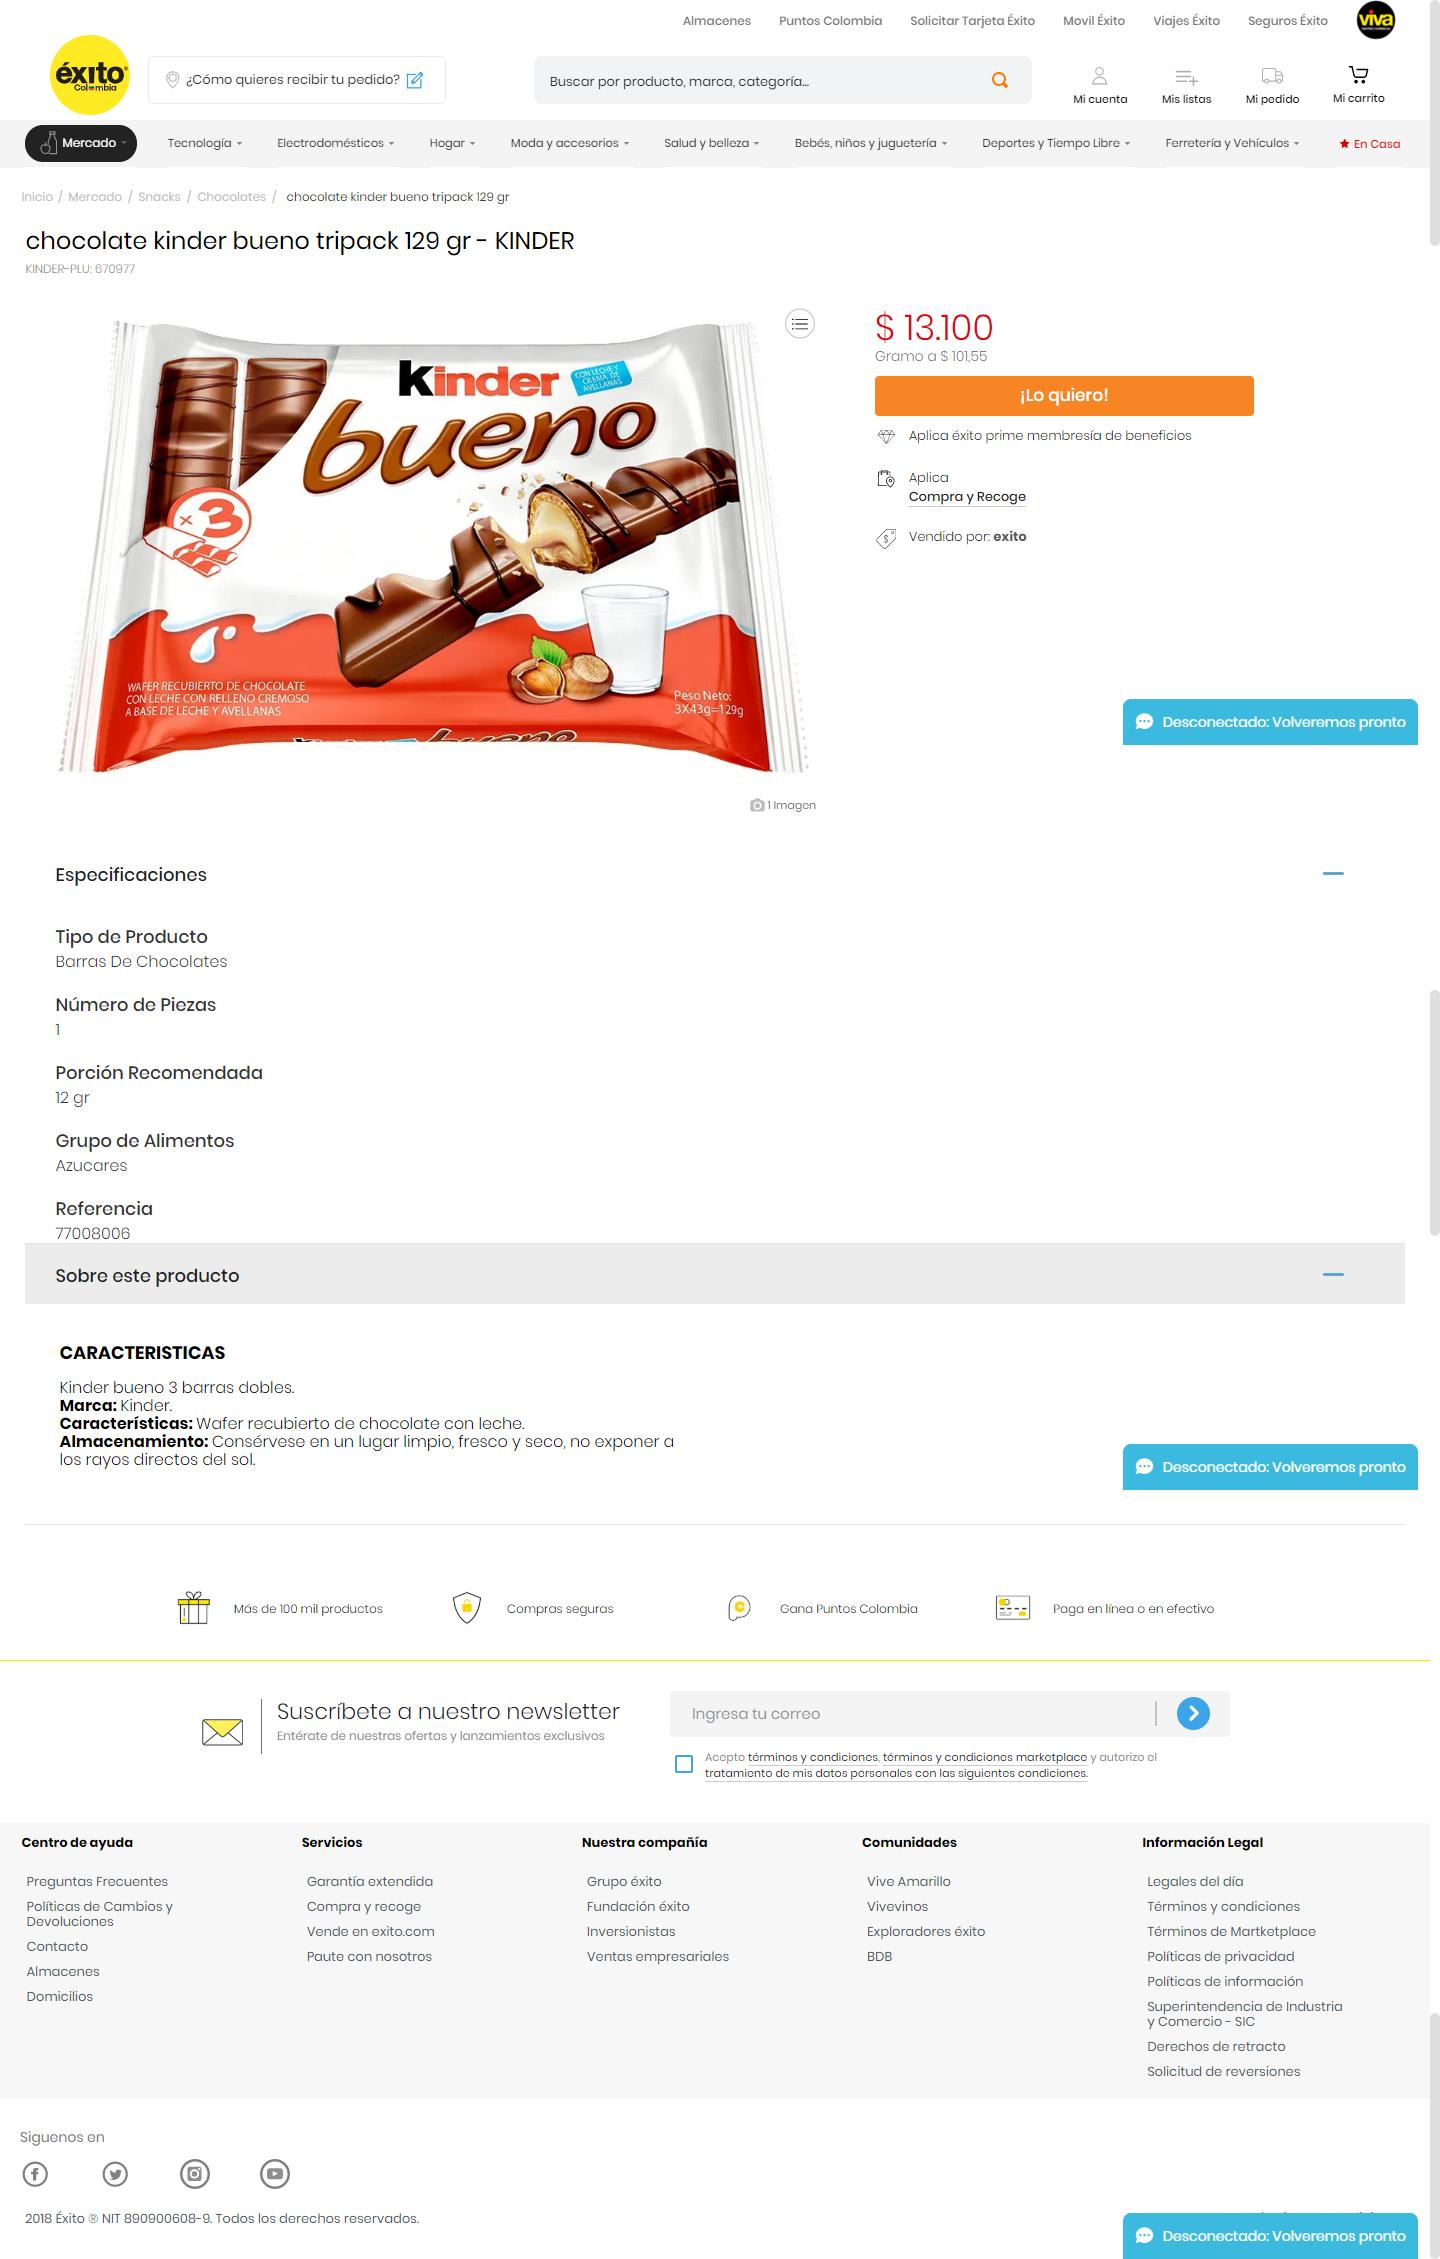 Almacenes Puntos Colombia Solicitar Tarjeta Éxito Movil Éxito Viajes Éxito Seguros Éxito viva
éxito
Colombia
¿Cómo quieres recibir tu pedido?
Buscar por producto, marca, categoría...
Mi cuenta Mis listas Mi pedido Mi carrito
Mercado Tecnología Electrodomésticos Hogar Moda y accesorios Salud y belleza Bebés, niños y juguetería Deportes y Tiempo Libre Ferretería y Vehículos En Casa
Inicio / Mercado / Snacks / Chocolates / chocolate kinder bueno tripack 129 gr
chocolate kinder bueno tripack 129 gr - KINDER
KINDER-PLU: 670977
Kinder
CON LECHE Y
CREMA DE
AVELLANAS
bueno
x3
WAFER RECUBIERTO DE CHOCOLATE
CON LECHE CON RELLENO CREMOSO
A BASE DE LECHE Y AVELLANAS
Peso Neto:
3X43g=129g
$ 13.100
Gramo a $ 101,55
¡Lo quiero!
Aplica éxito prime membresía de beneficios
Aplica
Compra y Recoge
Vendido por: exito
Desconectado: Volveremos pronto
1 Imagen
Especificaciones
Tipo de Producto
Barras De Chocolates
Número de Piezas
1
Porción Recomendada
12 gr
Grupo de Alimentos
Azucares
Referencia
77008006
Sobre este producto
CARACTERISTICAS
Kinder bueno 3 barras dobles.
Marca: Kinder.
Características: Wafer recubierto de chocolate con leche.
Almacenamiento: Consérvese en un lugar limpio, fresco y seco, no exponer a
los rayos directos del sol.
Desconectado: Volveremos pronto
Más de 100 mil productos Compras seguras Gana Puntos Colombia Paga en línea o en efectivo
Suscríbete a nuestro newsletter
Entérate de nuestras ofertas y lanzamientos exclusivos
Ingresa tu correo
Acepto términos y condiciones, términos y condiciones marketplace y autorizo el
tratamiento de mis datos personales con las siguientes condiciones.
Centro de ayuda
Preguntas Frecuentes
Políticas de Cambios y
Devoluciones
Contacto
Almacenes
Domicilios
Servicios
Garantía extendida
Compra y recoge
Vende en exito.com
Paute con nosotros
Nuestra compañía
Grupo éxito
Fundación éxito
Inversionistas
Ventas empresariales
Comunidades
Vive Amarillo
Vivevinos
Exploradores éxito
BDB
Información Legal
Legales del día
Términos y condiciones
Términos de Martketplace
Políticas de privacidad
Políticas de información
Superintendencia de Industria
y Comercio - SIC
Derechos de retracto
Solicitud de reversiones
Siguenos en
2018 Éxito ® NIT 890900608-9. Todos los derechos reservados.
Desconectado: Volveremos pronto